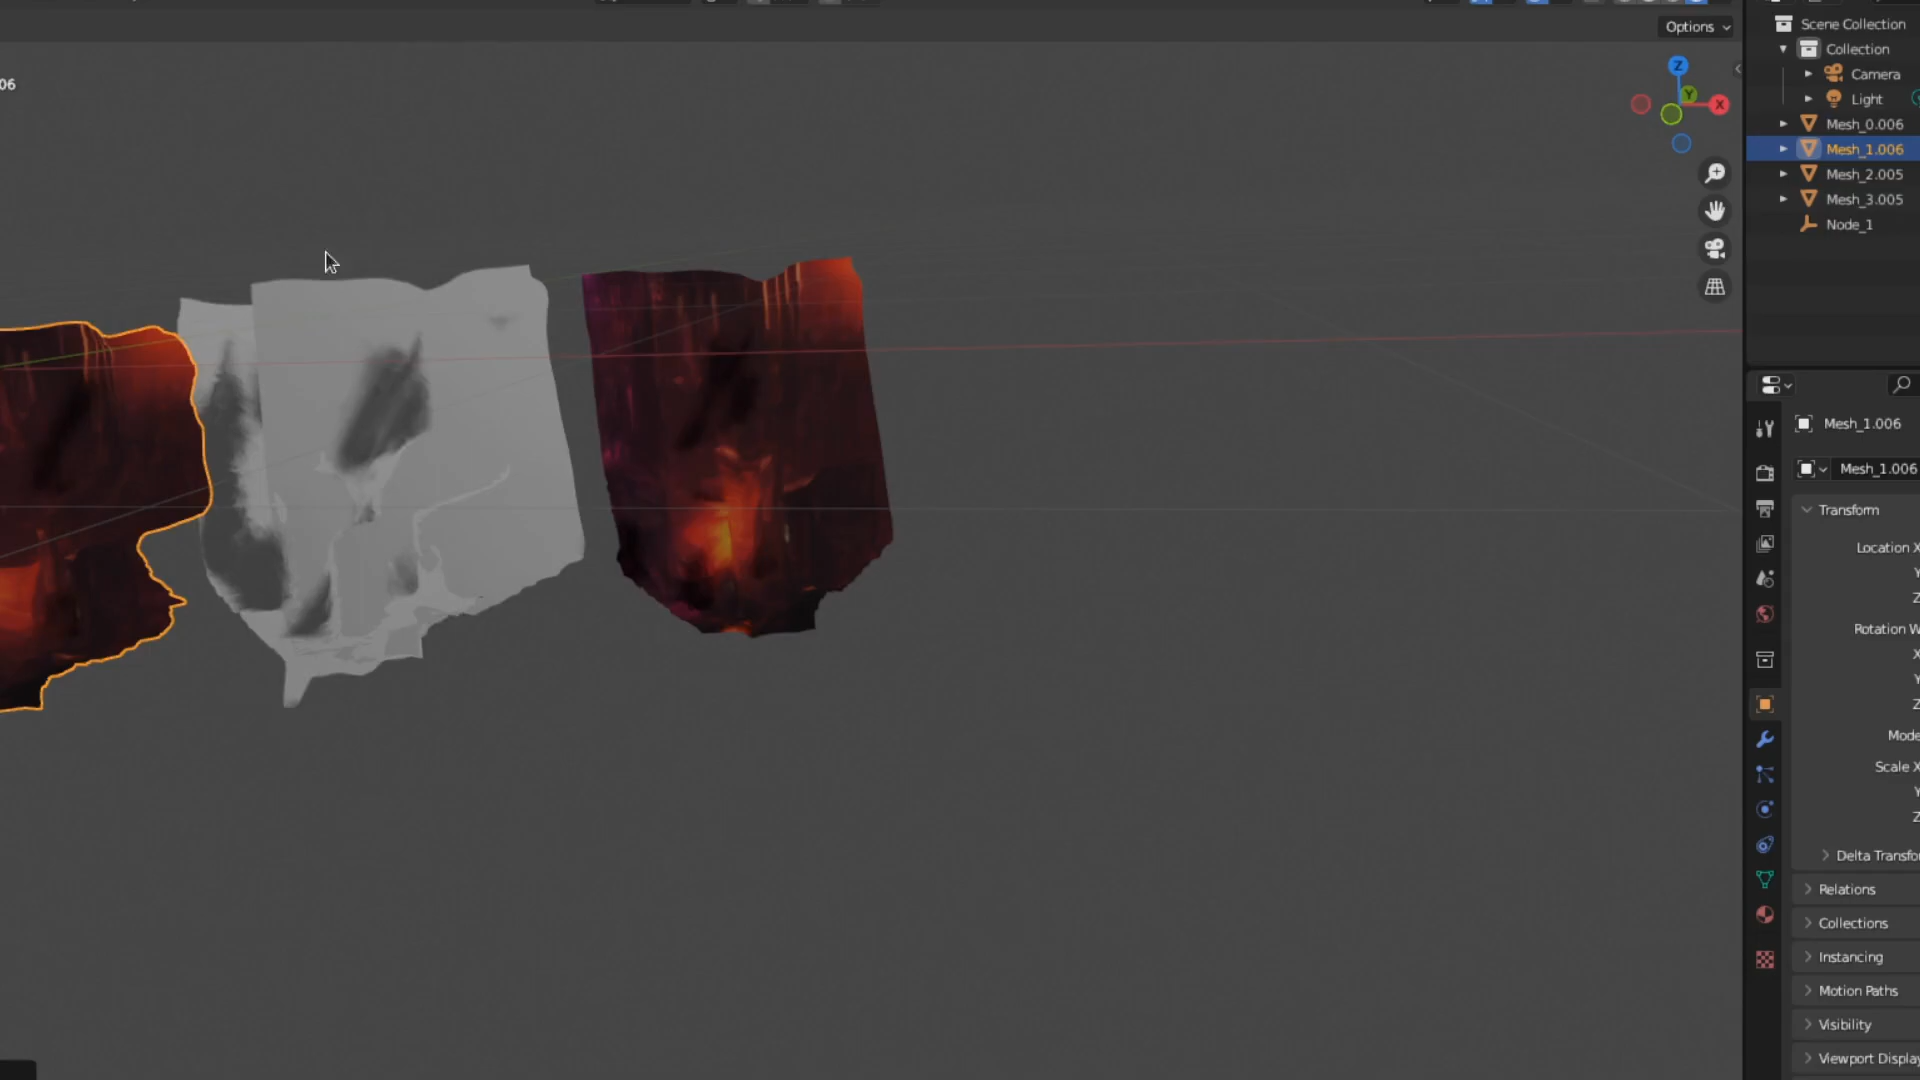 Options
06
Z
Y
X
Scene Collection
Collection
Camera
Light
Mesh_0.006
Mesh_1.006
Mesh_2.005
Mesh_3.005
Node_1
Mesh_1.006
Mesh_1.006
Transform
Location X
Y
Z
Rotation W
X
Y
Z
Mode
Scale X
Y
Z
Delta Transfo
Relations
Collections
Instancing
Motion Paths
Visibility
Viewport Display